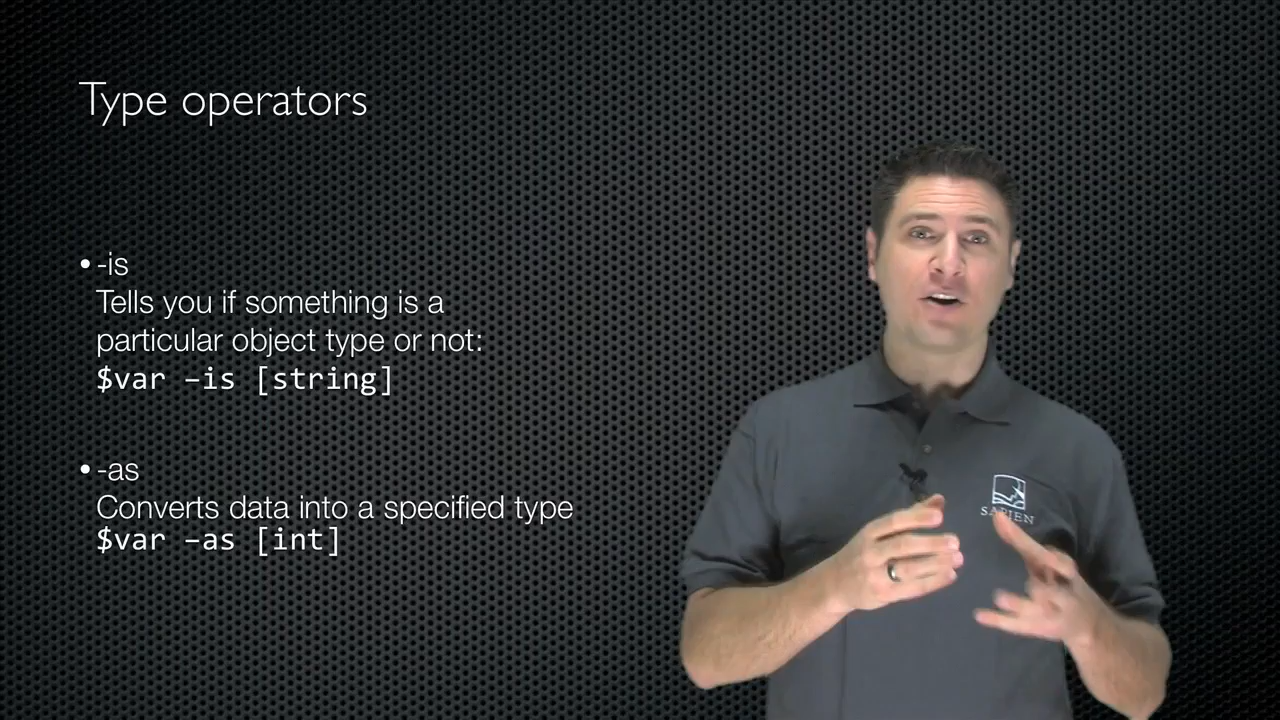 Type operators
•-is
Tells you if something is a
particular object type or not:
$var –is [string]
•-as
Converts data into a specified type
$var –as [int]
SAPIEN